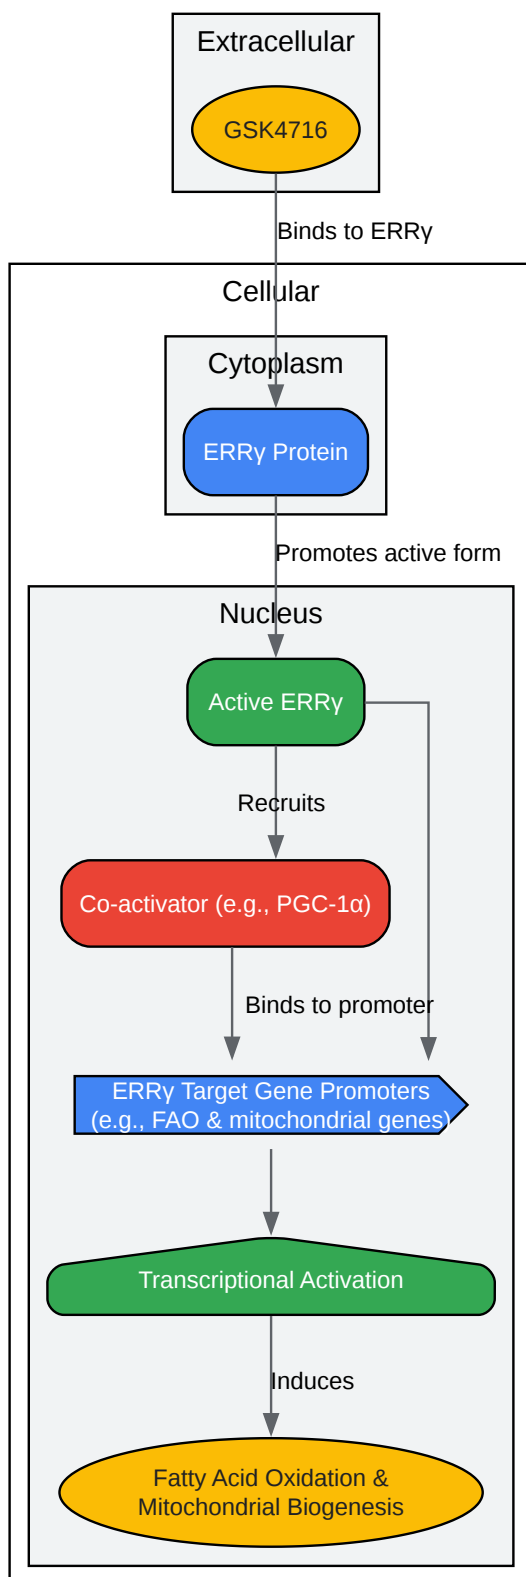 Extracellular
GSK4716
Binds to ERRγ
Cellular
Cytoplasm
ERRγ Protein
Promotes active form
Nucleus
Active ERRγ
Recruits
Co-activator (e.g., PGC-1α)
Binds to promoter
ERRγ Target Gene Promoters
(e.g., FAO & mitochondrial genes)
Transcriptional Activation
Induces
Fatty Acid Oxidation &
Mitochondrial Biogenesis